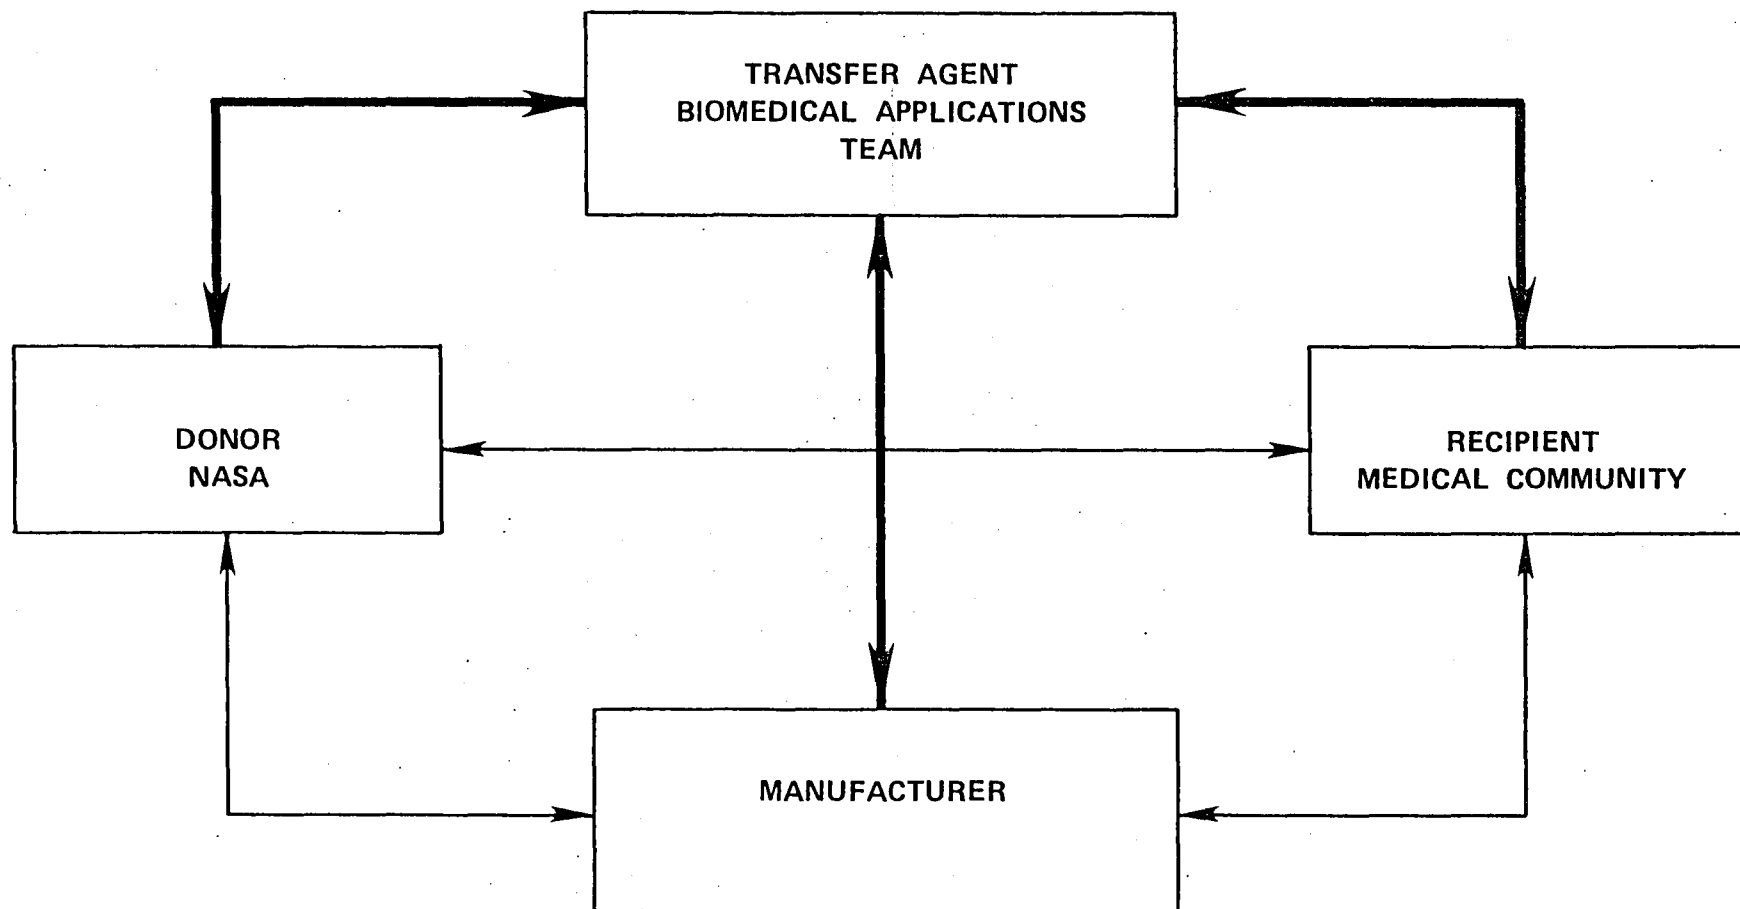 TRANSFER AGENT
BIOMEDICAL APPLICATIONS
TEAM
DONOR
NASA
RECIPIENT
MEDICAL COMMUNITY
MANUFACTURER